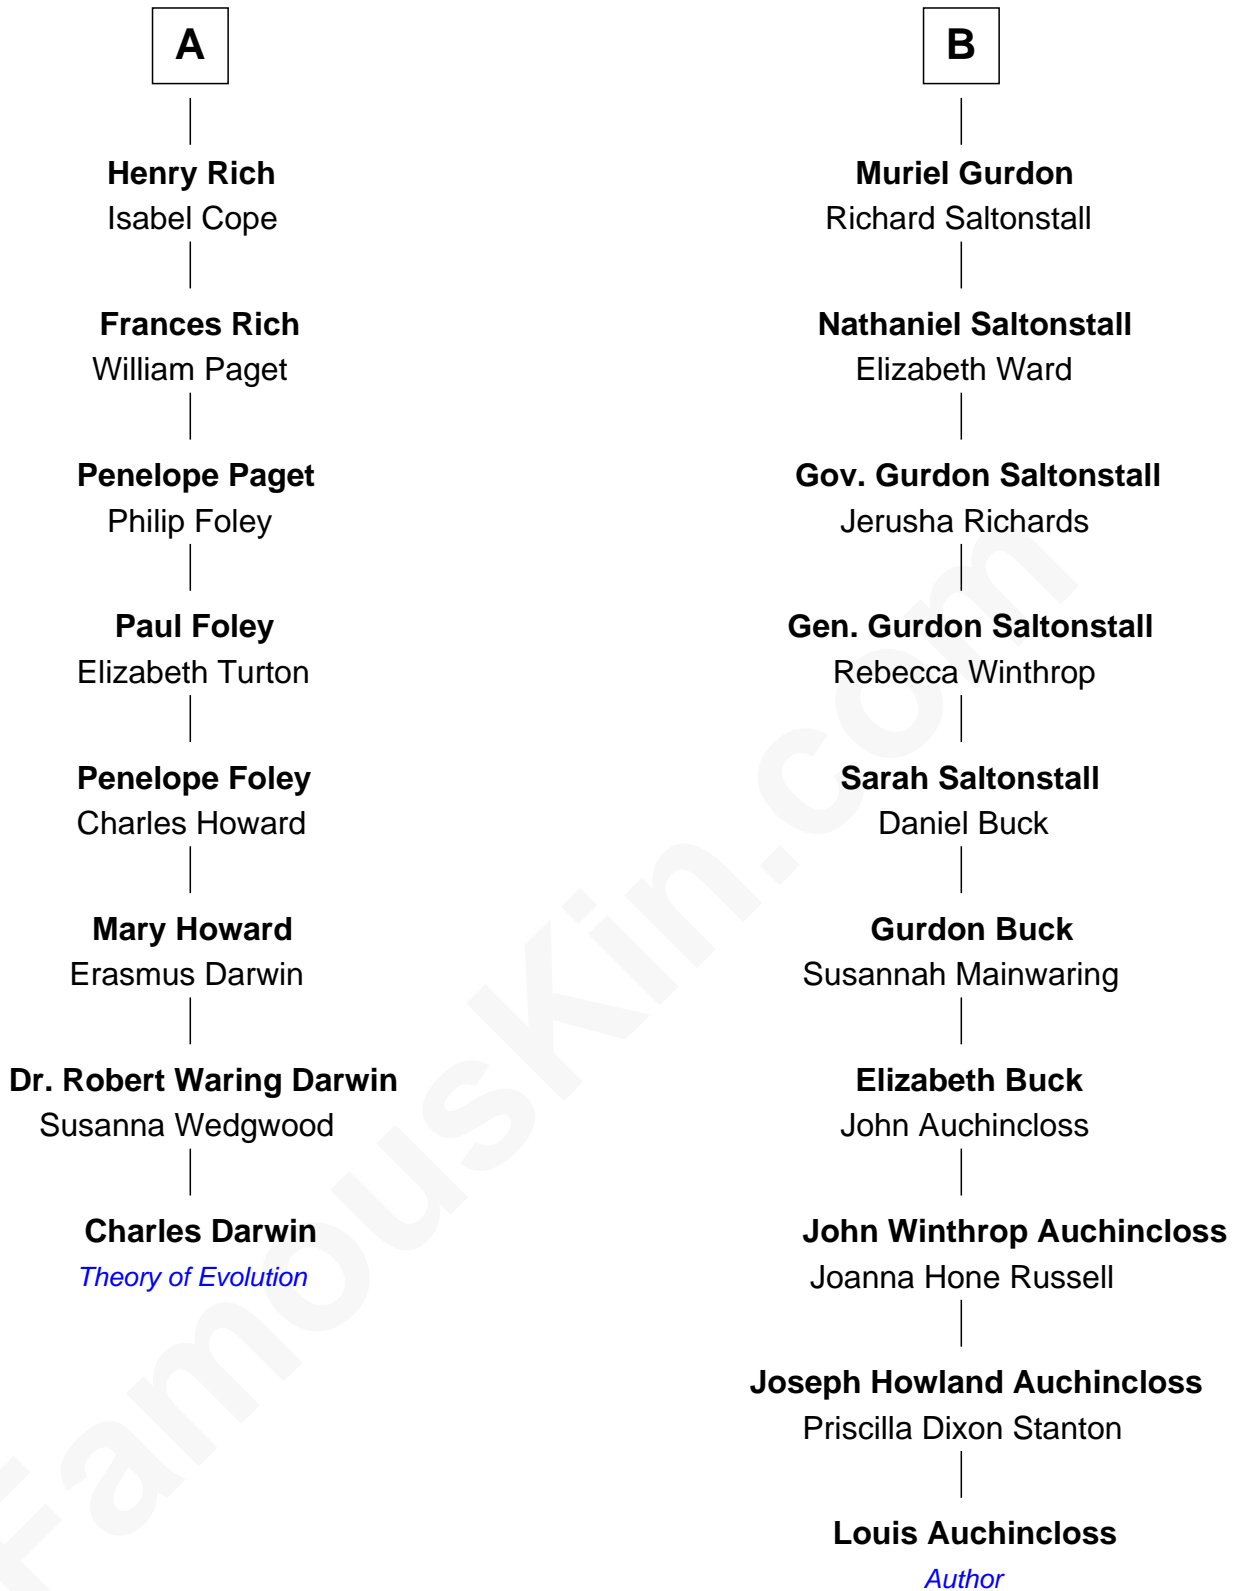 A
Henry Rich
Isabel Cope
Frances Rich
William Paget
Penelope Paget
Philip Foley
Paul Foley
Elizabeth Turton
Penelope Foley
Charles Howard
Mary Howard
Erasmus Darwin
Dr. Robert Waring Darwin
Susanna Wedgwood
Charles Darwin
Theory of Evolution
B
Muriel Gurdon
Richard Saltonstall
Nathaniel Saltonstall
Elizabeth Ward
Gov. Gurdon Saltonstall
Jerusha Richards
Gen. Gurdon Saltonstall
Rebecca Winthrop
Sarah Saltonstall
Daniel Buck
Gurdon Buck
Susannah Mainwaring
Elizabeth Buck
John Auchincloss
John Winthrop Auchincloss
Joanna Hone Russell
Joseph Howland Auchincloss
Priscilla Dixon Stanton
Louis Auchincloss
Author
FamousKin.com